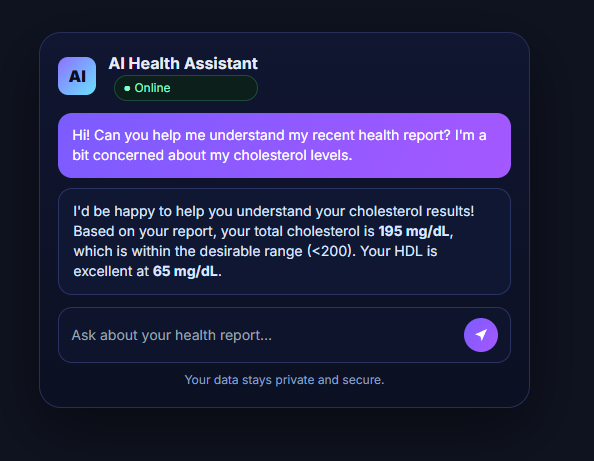 AI
AI Health Assistant
Online
Hi! Can you help me understand my recent health report? I'm a
bit concerned about my cholesterol levels.
I'd be happy to help you understand your cholesterol results!
Based on your report, your total cholesterol is 195 mg/dL,
which is within the desirable range (<200). Your HDL is
excellent at 65 mg/dL.
Ask about your health report...
Your data stays private and secure.